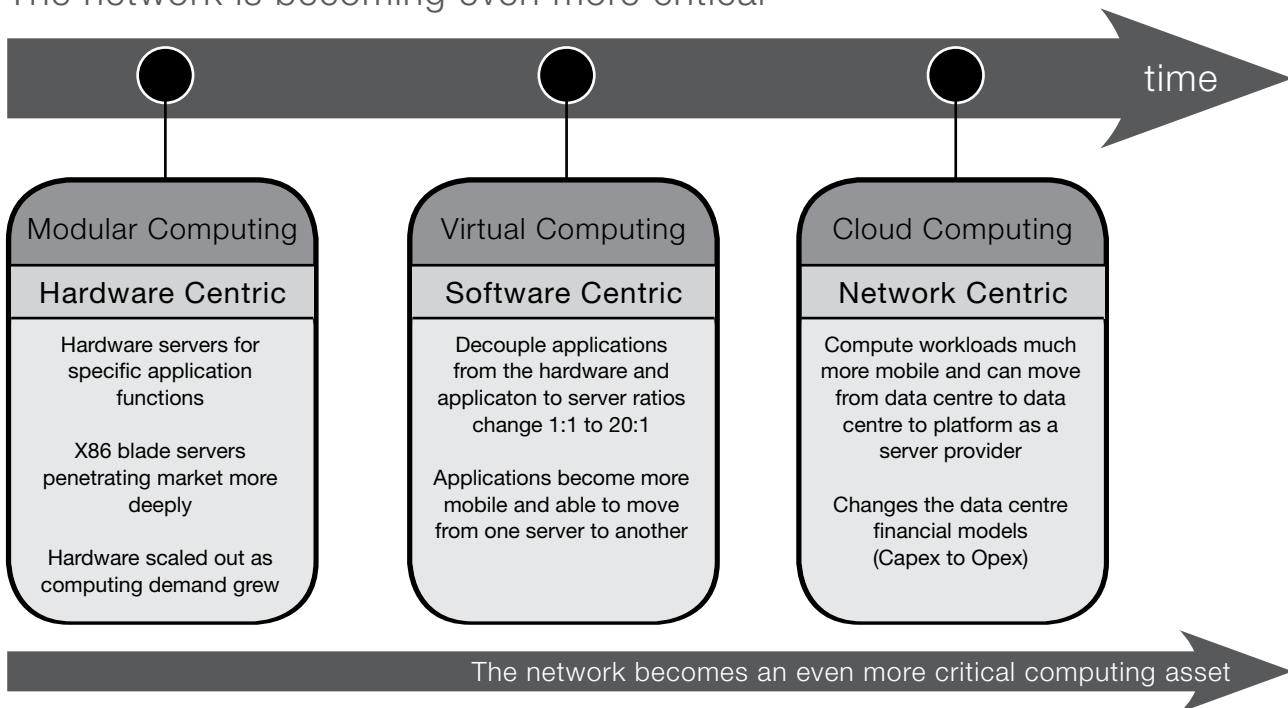 The network is becoming even more critical
time
Modular Computing
Hardware Centric
Hardware servers for
specific application
functions
X86 blade servers
penetrating market more
deeply
Hardware scaled out as
computing demand grew
Virtual Computing
Software Centric
Decouple applications
from the hardware and
applicaton to server ratios
change 1:1 to 20:1
Applications become more
mobile and able to move
from one server to another
Cloud Computing
Network Centric
Compute workloads much
more mobile and can move
from data centre to data
centre to platform as a
server provider
Changes the data centre
financial models
(Capex to Opex)
The network becomes an even more critical computing asset